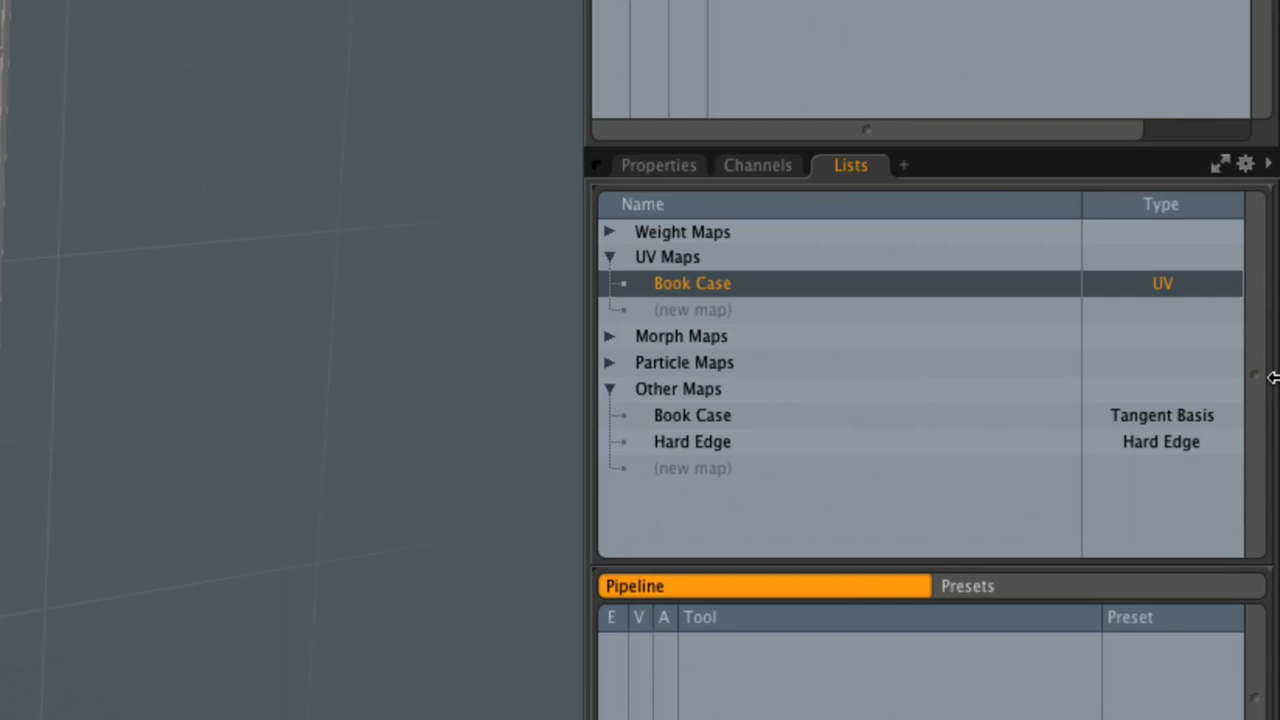 Properties Channels Lists +
Name Type
Weight Maps
UV Maps
Book Case UV
(new map)
Morph Maps
Particle Maps
Other Maps
Book Case Tangent Basis
Hard Edge Hard Edge
(new map)
Pipeline Presets
E V A Tool Preset